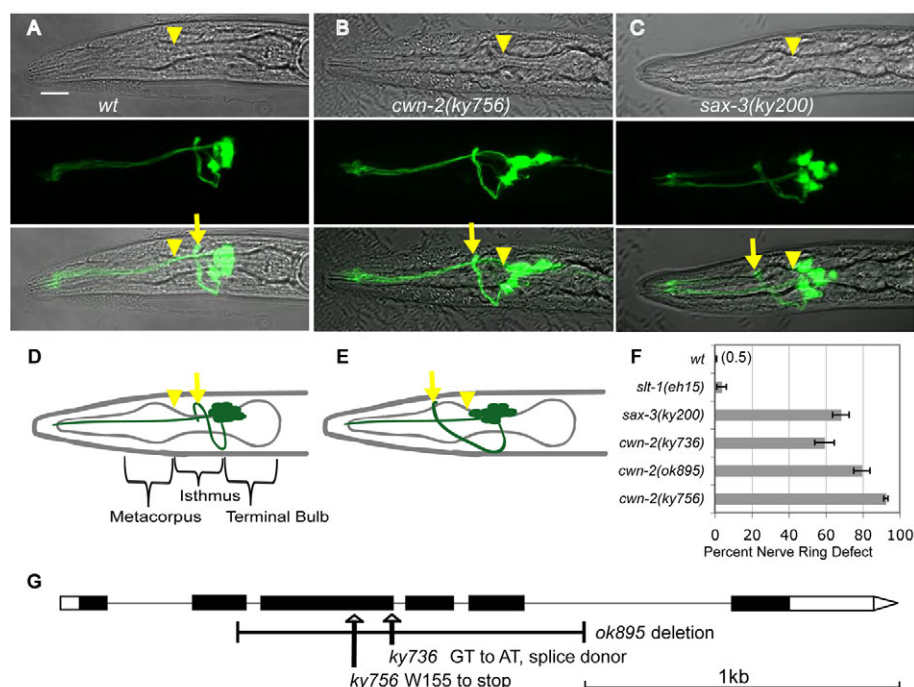 A
B
C
wt
cwn-2(ky756)
sax-3(ky200)
D
E
F
Metacorpus
Isthmus
Terminal Bulb
wt
(0.5)
slt-1(eh15)
sax-3(ky200)
cwn-2(ky736)
cwn-2(ok895)
cwn-2(ky756)
0 20 40 60 80 100
Percent Nerve Ring Defect
G
ok895 deletion
ky736 GT to AT, splice donor
ky756 W155 to stop
1kb